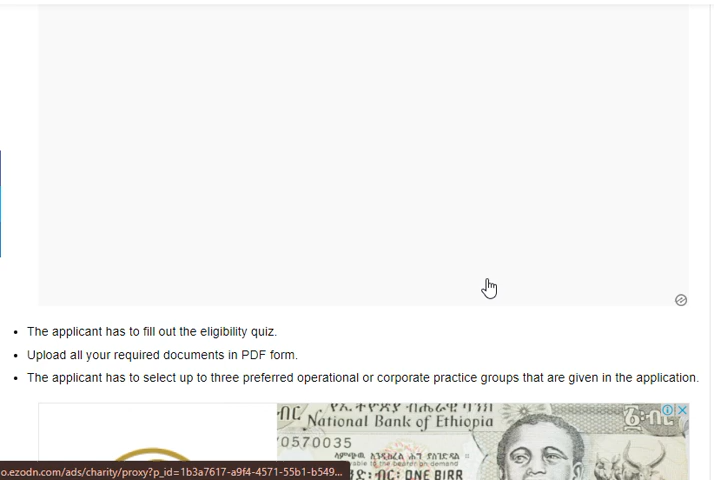 The applicant has to fill out the eligibility quiz.
Upload all your required documents in PDF form.
The applicant has to select up to three preferred operational or corporate practice groups that are given in the application.
National Bank of Ethiopia
0570035
ONE BIRR
o.ezodn.com/ads/charity/proxy?p_id=1b3a7617-a9f4-4571-55b1-b549...